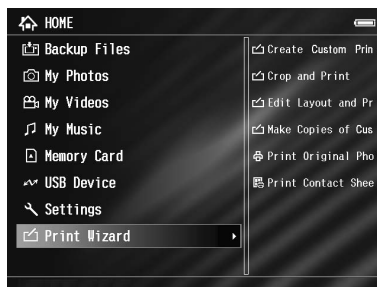 HOME
Backup Files
My Photos
My Videos
My Music
Memory Card
USB Device
Settings
Print Wizard
Create Custom Prin
Crop and Print
Edit Layout and Pr
Make Copies of Cus
Print Original Pho
Print Contact Shee